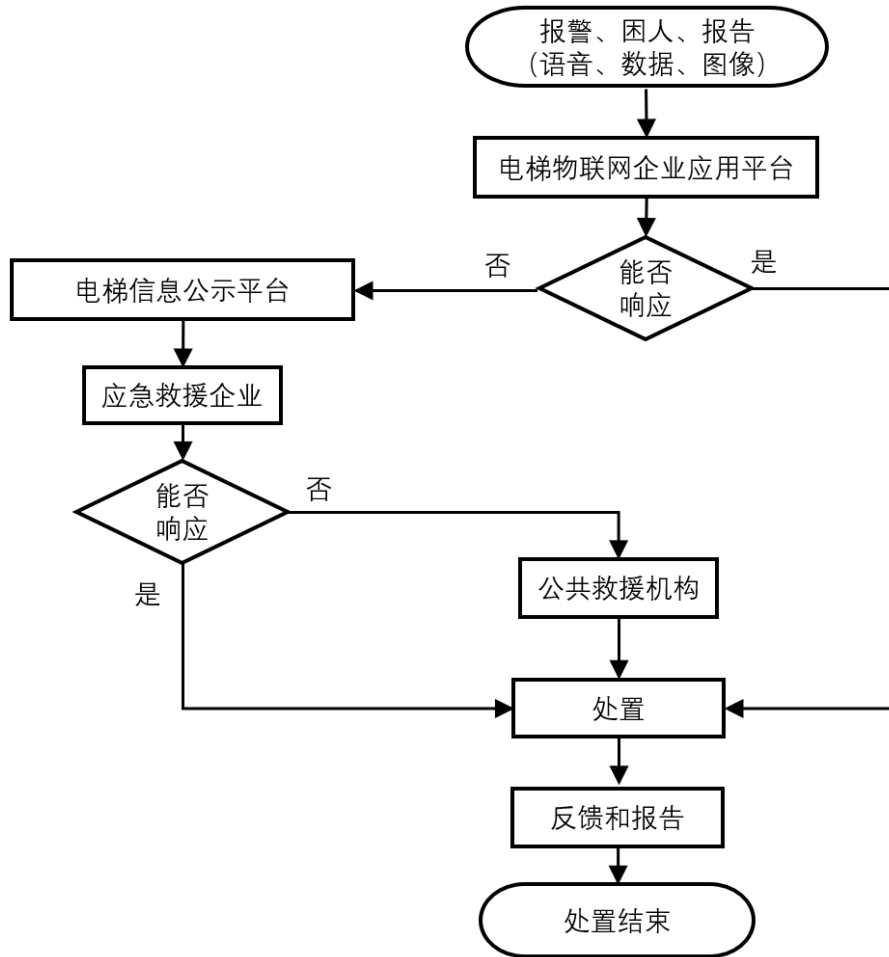 报警、困人、报告
（语音、数据、图像）
电梯物联网企业应用平台
能否
响应
否
是
电梯信息公示平台
应急救援企业
能否
响应
否
是
公共救援机构
处置
反馈和报告
处置结束